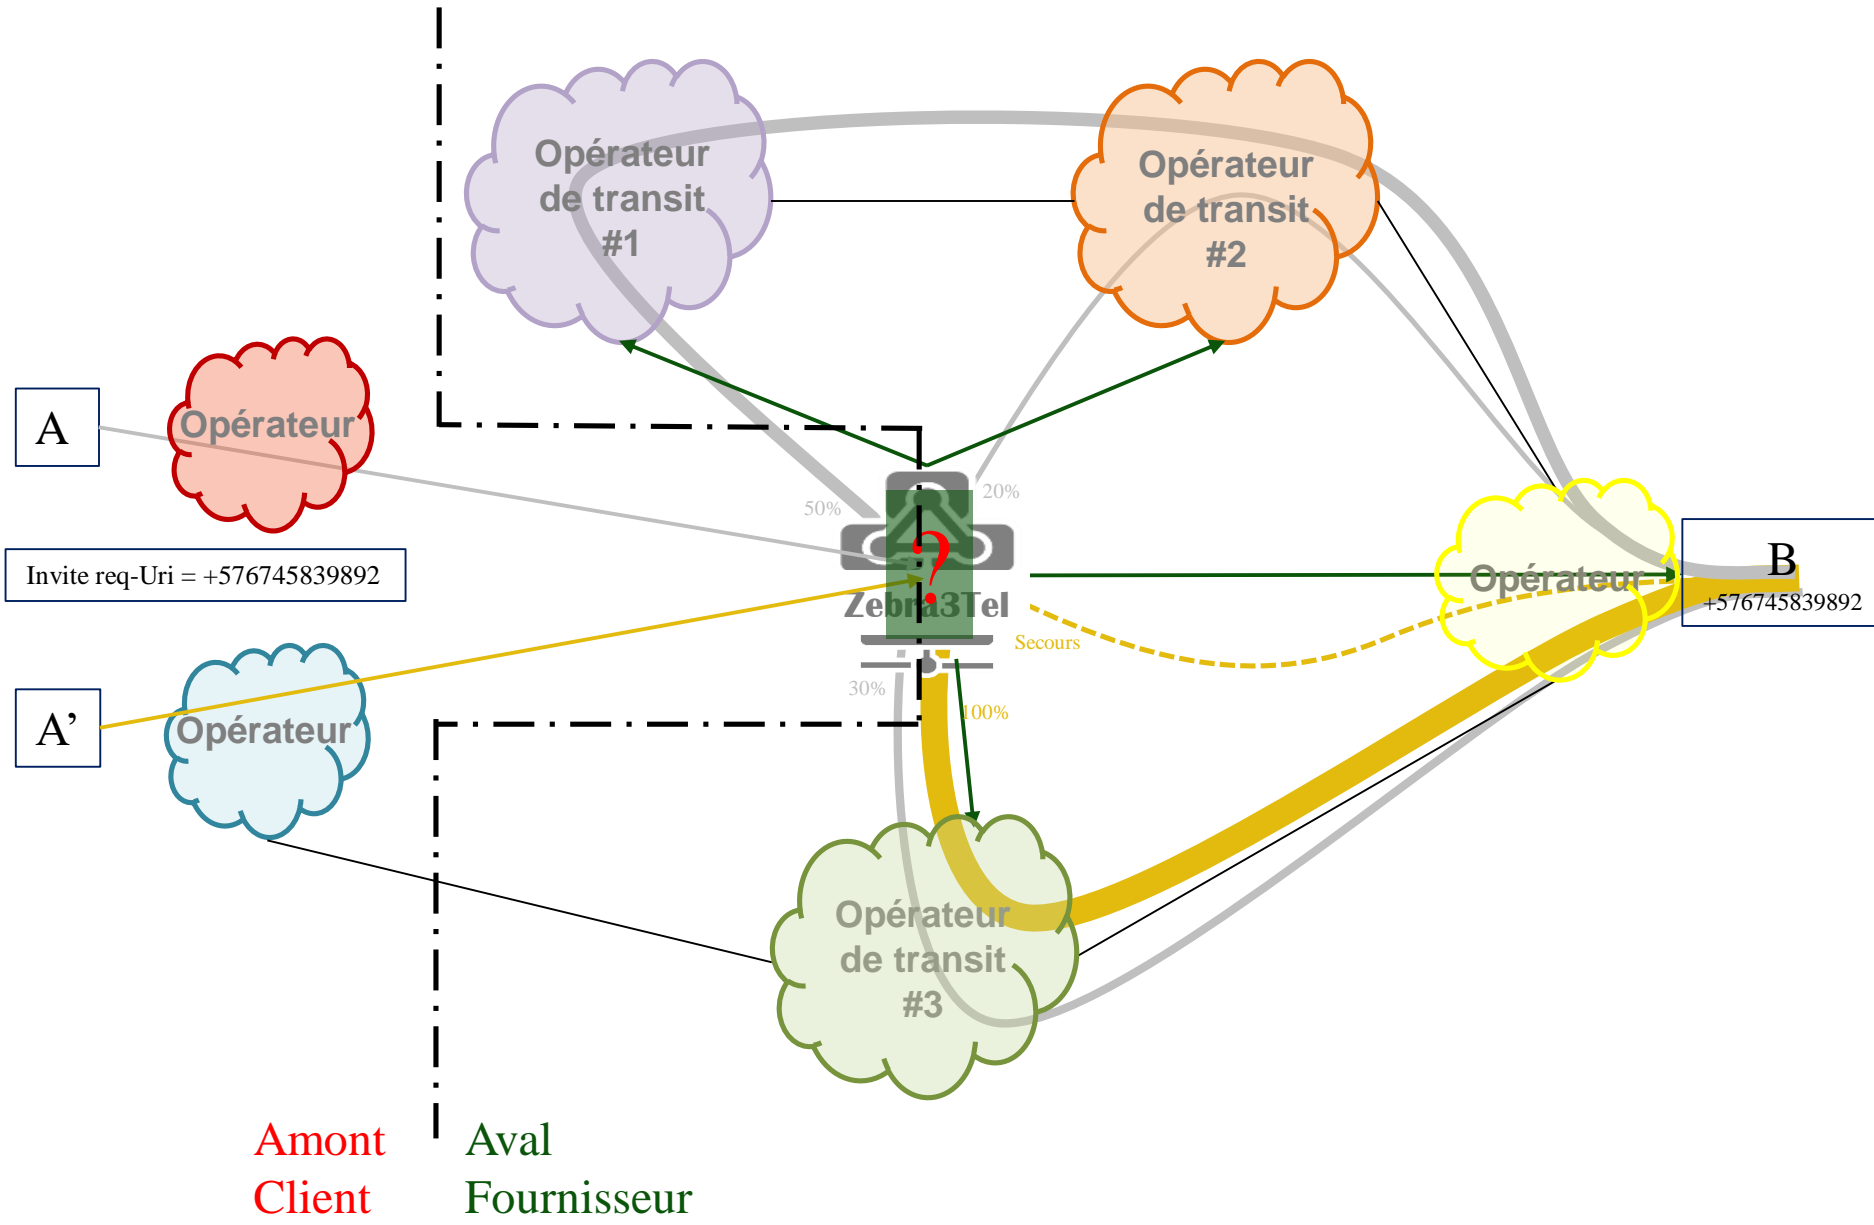 Opérateur
de transit
#1
Opérateur
de transit
#2
A
Opérateur
Invite req-Uri = +576745839892
50%
20%
?
Zebra3Tel
Secours
30%
100%
Opérateur
B
+576745839892
A’
Opérateur
Opérateur
de transit
#3
Amont
Client
Aval
Fournisseur